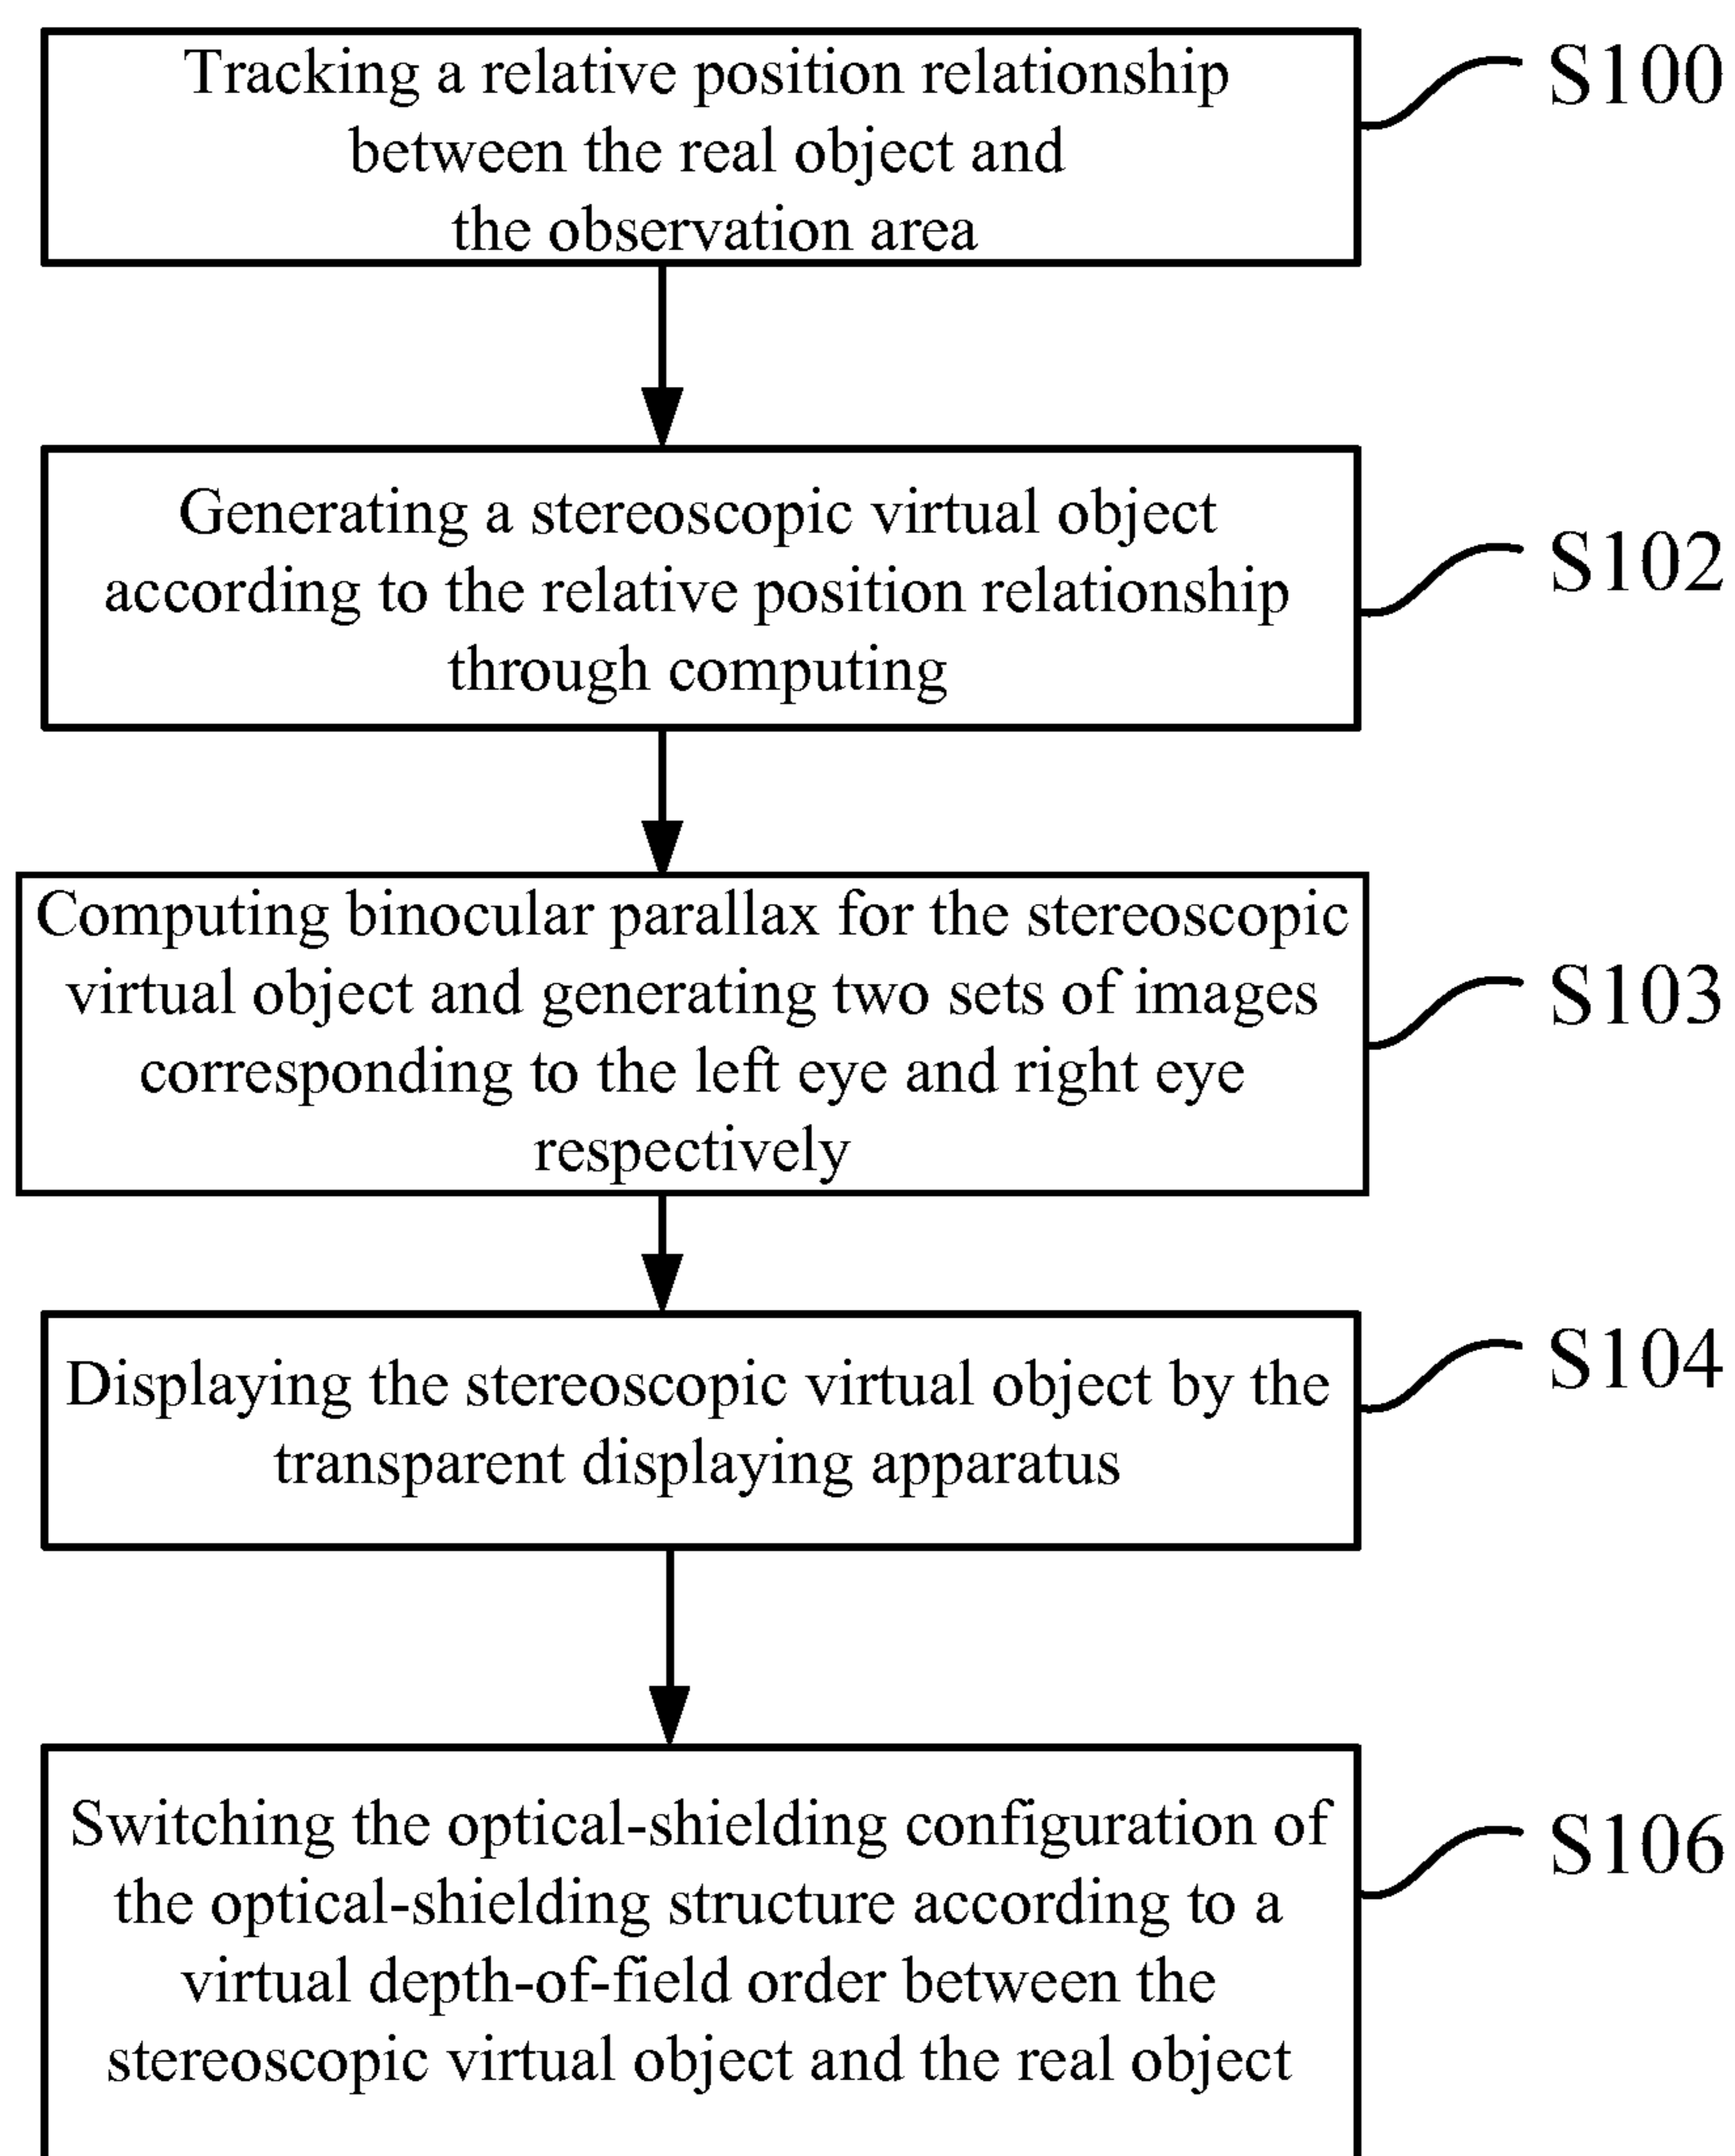 Tracking a relative position relationship
between the real object and
the observation area
S100
Generating a stereoscopic virtual object
according to the relative position relationship
through computing
S102
Computing binocular parallax for the stereoscopic
virtual object and generating two sets of images
corresponding to the left eye and right eye
respectively
S103
Displaying the stereoscopic virtual object by the
transparent displaying apparatus
S104
Switching the optical-shielding configuration of
the optical-shielding structure according to a
virtual depth-of-field order between the
stereoscopic virtual object and the real object
S106